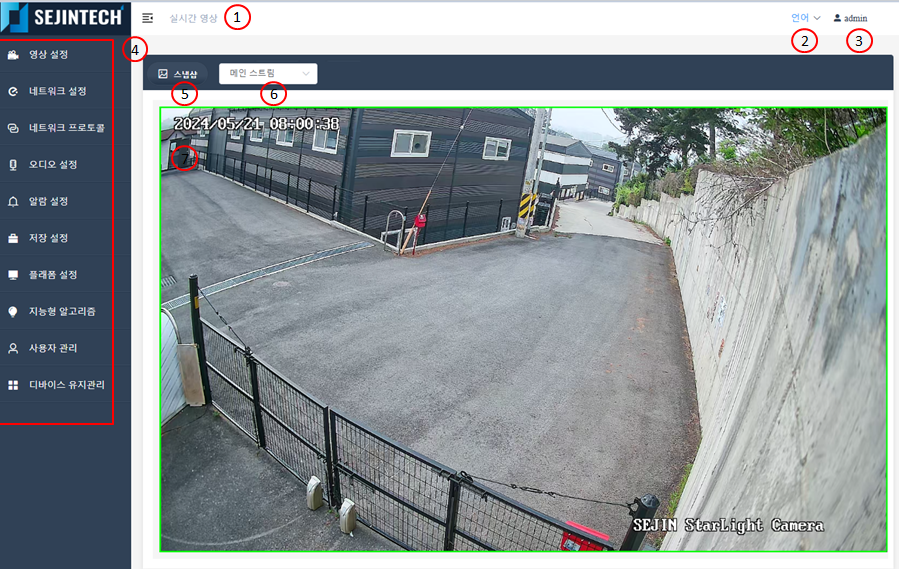 SEJINTECH
실시간 영상
1
언어
admin
2
3
4
영상 설정
네트워크 설정
네트워크 프로토콜
오디오 설정
알람 설정
저장 설정
플래폼 설정
지능형 알고리즘
사용자 관리
디바이스 유지관리
스냅샷
메인 스트림
5
6
2024/05/21 08:00:38
7
SEJIN StarLight Camera